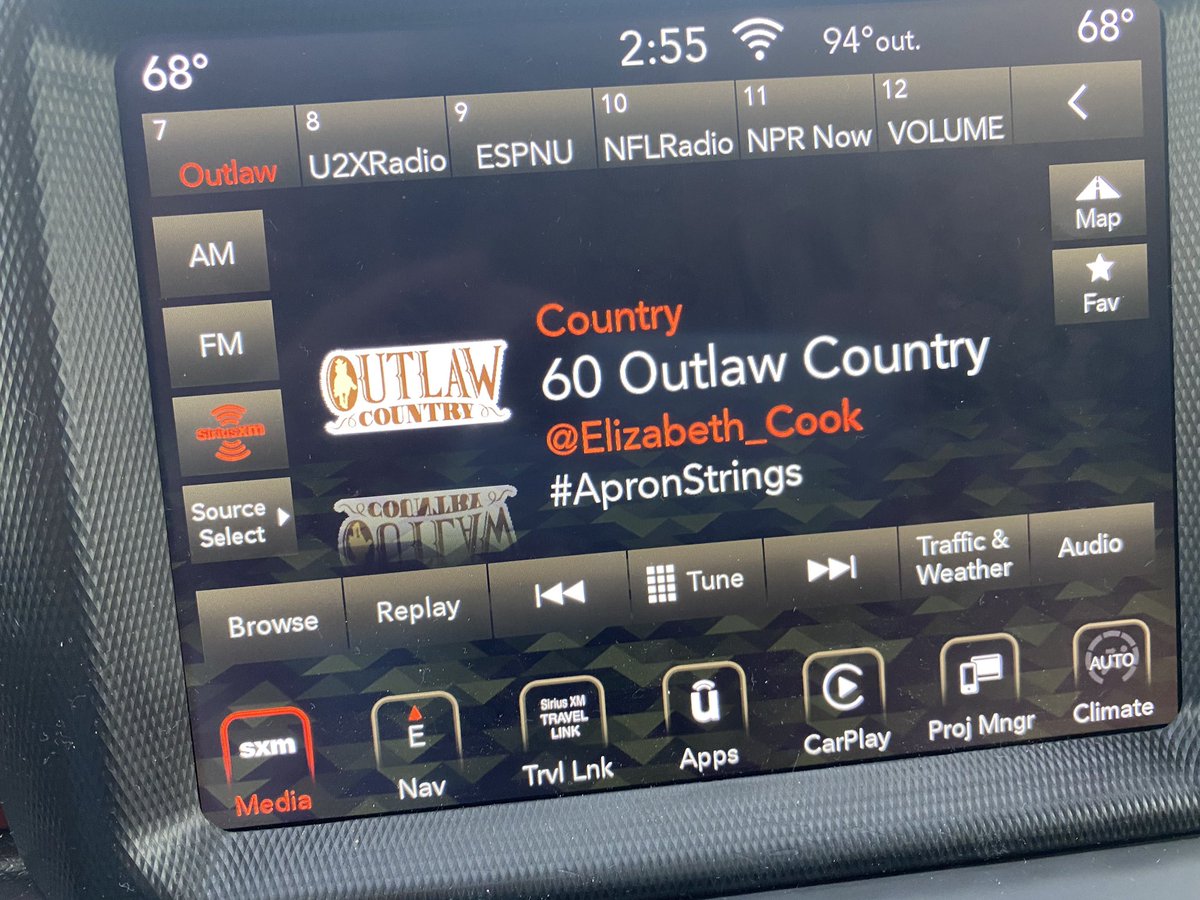 68° 2:55 94°out. 68°
7 8 9 10 11 12
Outlaw U2XRadio ESPNU NFLRadio NPR Now VOLUME
Map
Fav
AM
FM
siriusxm
Source
Select
OUTLAW
COUNTRY
Country
60 Outlaw Country
@Elizabeth_Cook
#ApronStrings
Browse Replay Tune Traffic &
Weather Audio
sxm
Media
E
Nav
Sirius XM
TRAVEL
LINK
Trvl Lnk
u
Apps
CarPlay
Proj Mngr
AUTO
Climate